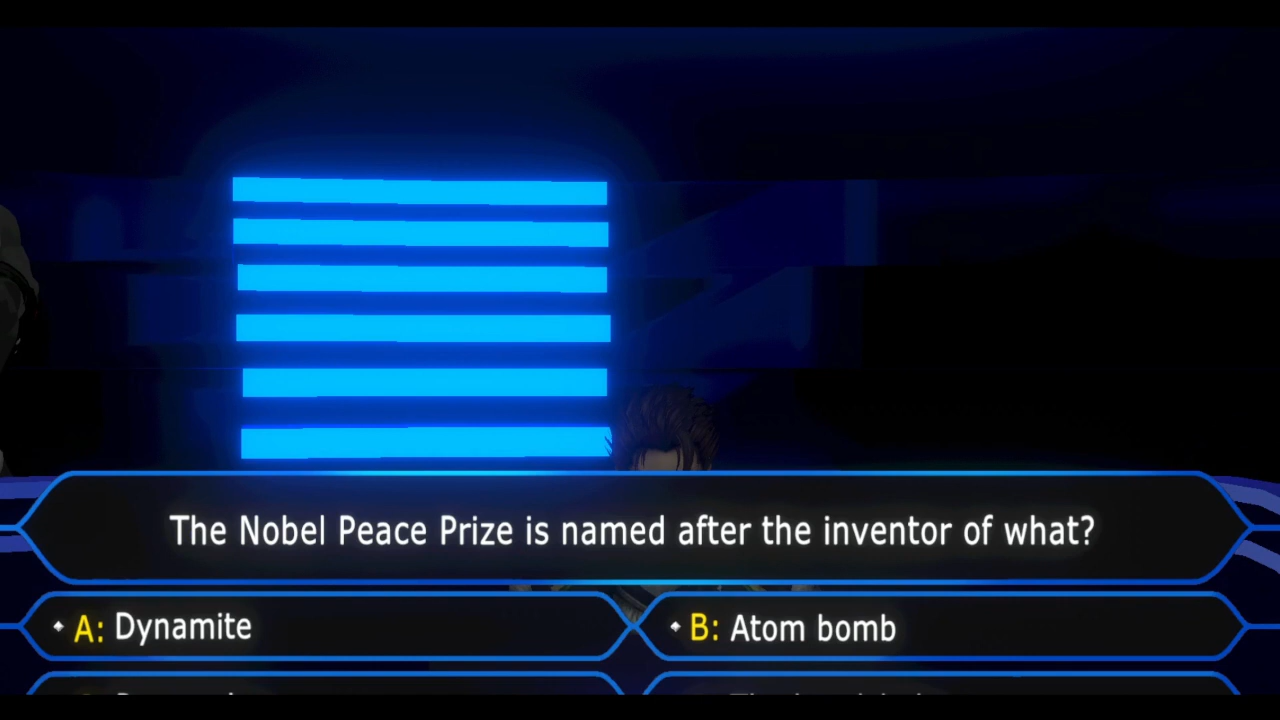 The Nobel Peace Prize is named after the inventor of what?
A: Dynamite
B: Atom bomb